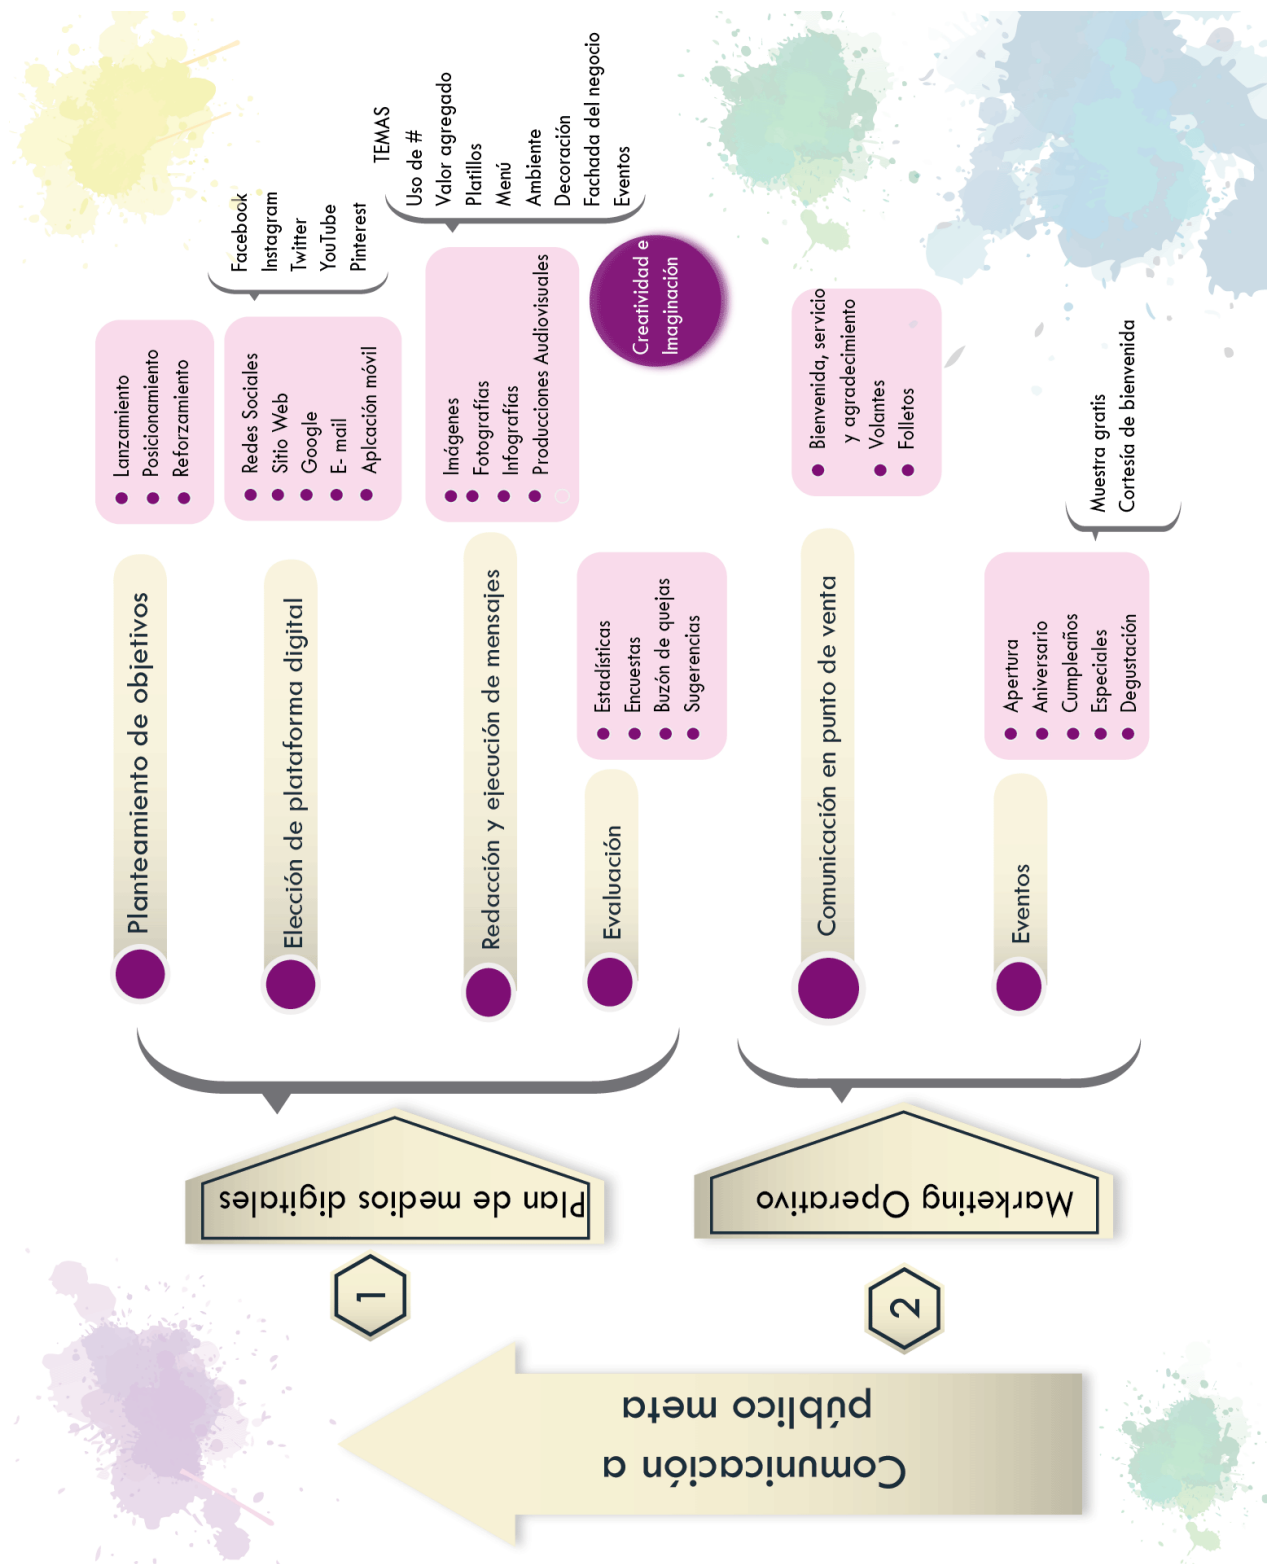 Comunicación a
público meta
1
Plan de medios digitales
Planteamiento de objetivos
Lanzamiento
Posicionamiento
Reforzamiento
Elección de plataforma digital
Redes Sociales
Sitio Web
Google
E- mail
Aplcación móvil
Facebook
Instagram
Twitter
YouTube
Pinterest
Redacción y ejecución de mensajes
Imágenes
Fotografías
Infografías
Producciones Audiovisuales
TEMAS
Uso de #
Valor agregado
Platillos
Menú
Ambiente
Decoración
Fachada del negocio
Eventos
Creatividad e
Imaginación
Evaluación
Estadísticas
Encuestas
Buzón de quejas
Sugerencias
2
Marketing Operativo
Comunicación en punto de venta
Bienvenida, servicio
y agradecimiento
Volantes
Folletos
Eventos
Apertura
Aniversario
Cumpleaños
Especiales
Degustación
Muestra gratis
Cortesía de bienvenida